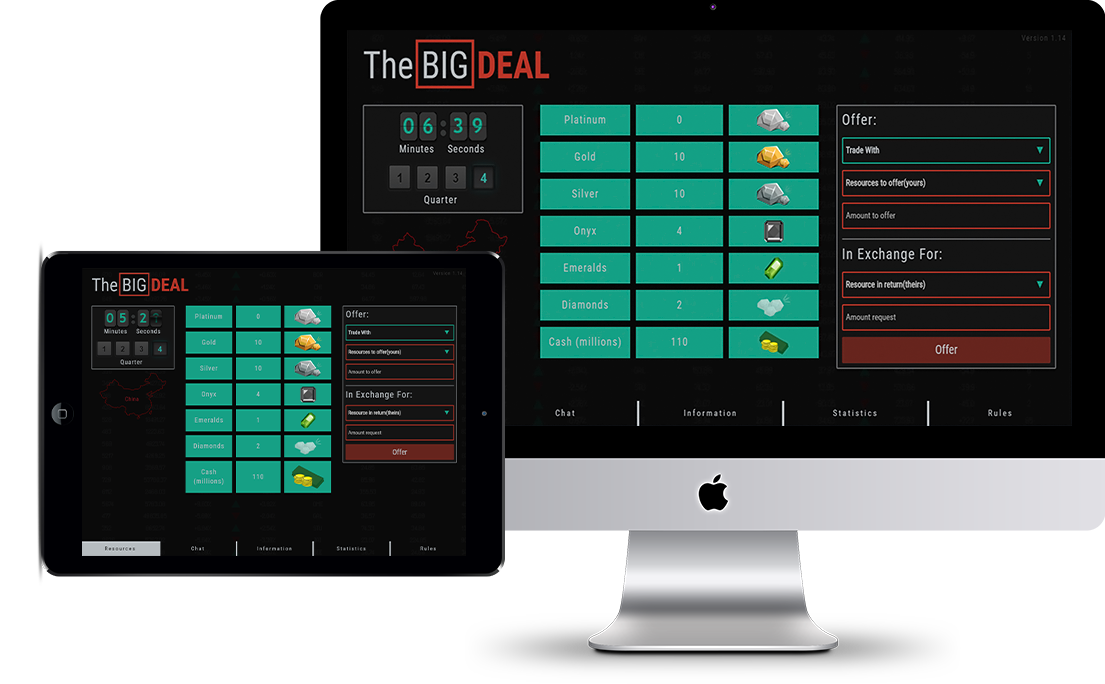 Version 1.14
The BIG DEAL
06:39
Minutes Seconds
1 2 3 4
Quarter
Platinum 0
Gold 10
Silver 10
Onyx 4
Emeralds 1
Diamonds 2
Cash (millions) 110
Offer:
Trade With
Resources to offer(yours)
Amount to offer
In Exchange For:
Resource in return(theirs)
Amount request
Offer
Chat Information Statistics Rules
Version 1.14
The BIG DEAL
05:2
Minutes Seconds
1 2 3 4
Quarter
China
Platinum 0
Gold 10
Silver 10
Onyx 4
Emeralds 1
Diamonds 2
Cash
(millions) 110
Offer:
Trade With
Resources to offer(yours)
Amount to offer
In Exchange For:
Resource in return(theirs)
Amount request
Offer
Resources Chat Information Statistics Rules